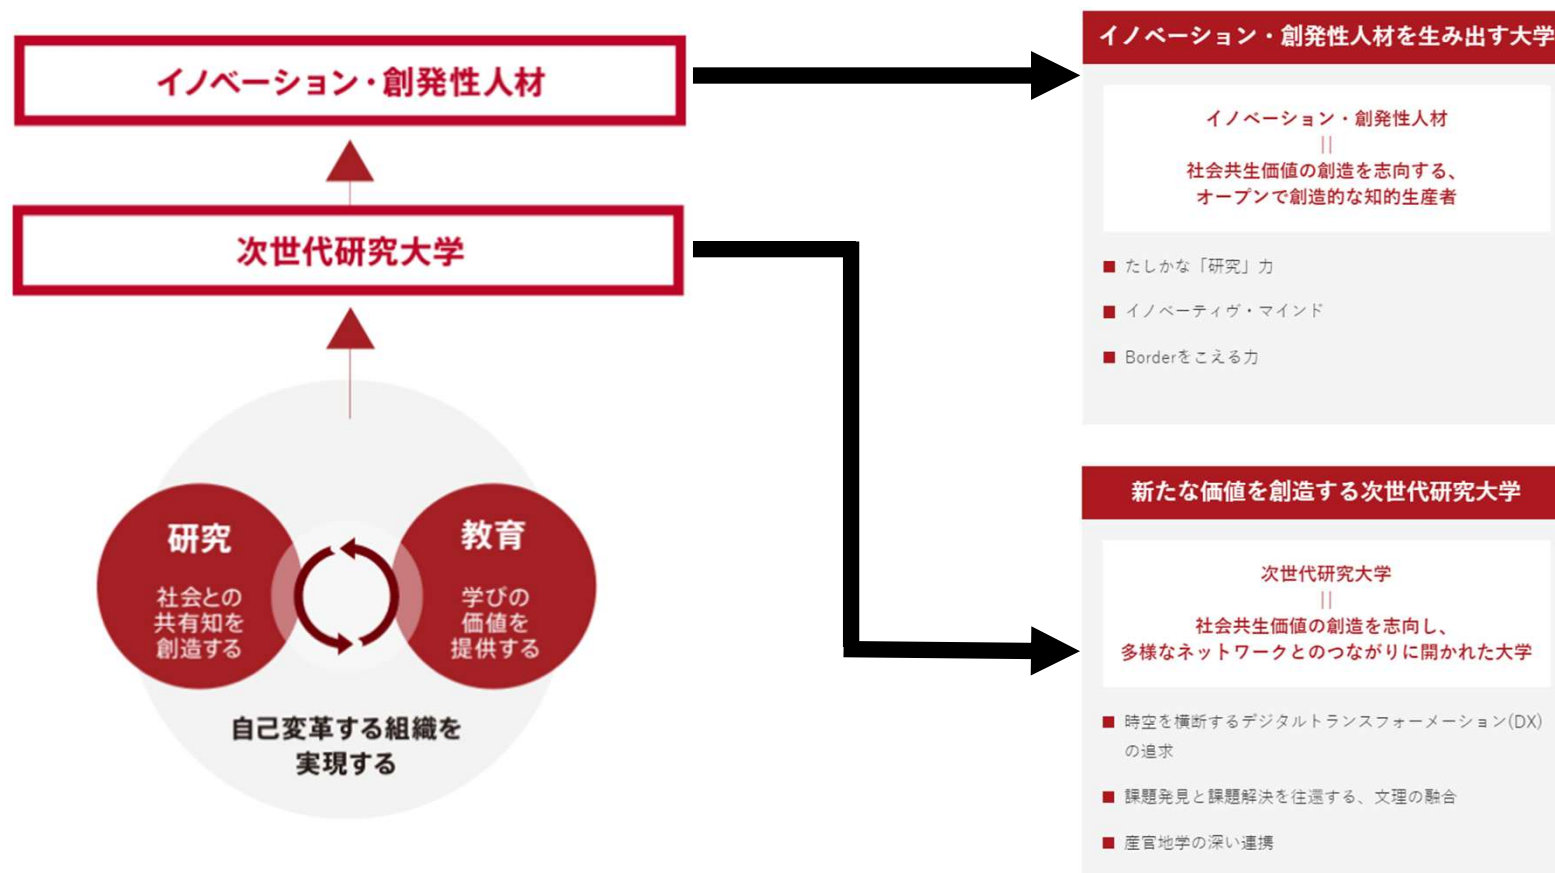 イノベーション・創発性人材
次世代研究大学
研究
社会との
共有知を
創造する
教育
学びの
価値を
提供する
自己変革する組織を
実現する
イノベーション・創発性人材を生み出す大学
イノベーション・創発性人材
||
社会共生価値の創造を志向する、
オープンで創造的な知的生産者
たしかな「研究」力
イノベーティヴ・マインド
Borderをこえる力
新たな価値を創造する次世代研究大学
次世代研究大学
||
社会共生価値の創造を志向し、
多様なネットワークとのつながりに開かれた大学
時空を横断するデジタルトランスフォーメーション(DX)
の追求
課題発見と課題解決を往還する、文理の融合
産官地学の深い連携